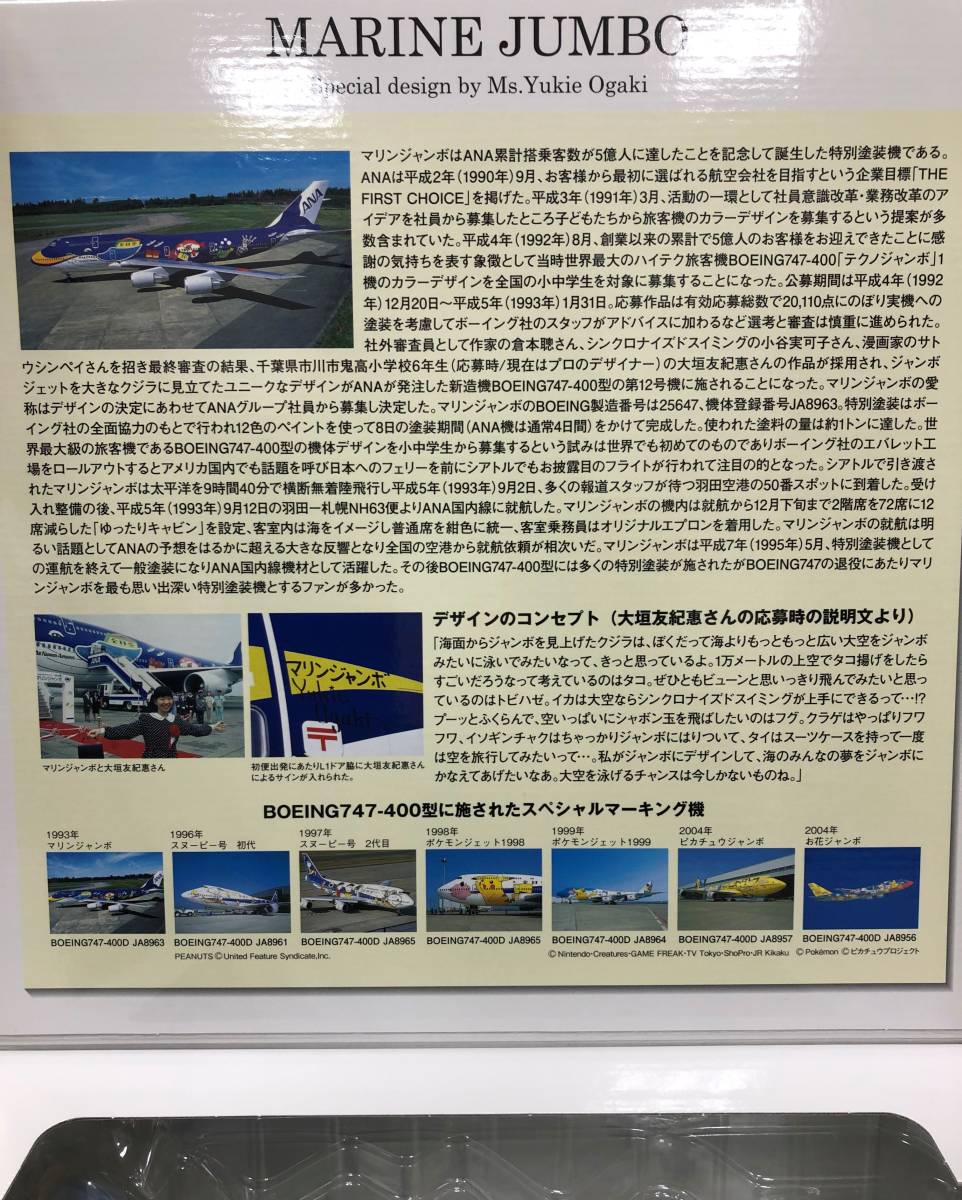 MARINE JUMBO
Special design by Ms.Yukie Ogaki
マリンジャンボはANA累計搭乗客数が5億人に達したことを記念して誕生した特別塗装機である。
ANAは平成2年（1990年）9月、お客様から最初に選ばれる航空会社を目指すという企業目標「THE
FIRST CHOICE」を掲げた。平成3年（1991年）3月、活動の一環として社員意識改革・業務改革のア
イデアを社員から募集したところ子どもたちから旅客機のカラーデザインを募集するという提案が多
数含まれていた。平成4年（1992年）8月、創業以来の累計で5億人のお客様をお迎えできたことに感
謝の気持ちを表す象徴として当時世界最大のハイテク旅客機BOEING747-400「テクノジャンボ」1
機のカラーデザインを全国の小中学生を対象に募集することになった。公募期間は平成4年（1992
年）12月20日～平成5年（1993年）1月31日。応募作品は有効応募総数で20,110点にのぼり実機への
塗装を考慮してボーイング社のスタッフがアドバイスに加わるなど選考と審査は慎重に進められた。
社外審査員として作家の倉本聰さん、シンクロナイズドスイミングの小谷実可子さん、漫画家のサト
ウシンペイさんを招き最終審査の結果、千葉県市川市鬼高小学校6年生（応募時/現在はプロのデザイナー）の大垣友紀惠さんの作品が採用され、ジャンボ
ジェットを大きなクジラに見立てたユニークなデザインがANAが発注した新造機BOEING747-400型の第12号機に施されることになった。マリンジャンボの愛
称はデザインの決定にあわせてANAグループ社員から募集し決定した。マリンジャンボのBOEING製造番号は25647、機体登録番号JA8963。特別塗装はボー
イング社の全面協力のもとで行われ12色のペイントを使って8日の塗装期間（ANA機は通常4日間）をかけて完成した。使われた塗料の量は約1トンに達した。世
界最大級の旅客機であるBOEING747-400型の機体デザインを小中学生から募集するという試みは世界でも初めてのものでありボーイング社のエバレット工
場をロールアウトするとアメリカ国内でも話題を呼び日本へのフェリーを前にシアトルでもお披露目のフライトが行われて注目の的となった。シアトルで引き渡さ
れたマリンジャンボは太平洋を9時間40分で横断無着陸飛行し平成5年（1993年）9月2日、多くの報道スタッフが待つ羽田空港の50番スポットに到着した。受け
入れ整備の後、平成5年（1993年）9月12日の羽田ー札幌NH63便よりANA国内線に就航した。マリンジャンボの機内は就航から12月下旬まで2階席を72席に12
席減らした「ゆったりキャビン」を設定、客室内は海をイメージし普通席を紺色に統一、客室乗務員はオリジナルエプロンを着用した。マリンジャンボの就航は明
るい話題としてANAの予想をはるかに超える大きな反響となり全国の空港から就航依頼が相次いだ。マリンジャンボは平成7年（1995年）5月、特別塗装機として
の運航を終えて一般塗装になりANA国内線機材として活躍した。その後BOEING747-400型には多くの特別塗装が施されたがBOEING747の退役にあたりマリ
ンジャンボを最も思い出深い特別塗装機とするファンが多かった。
デザインのコンセプト（大垣友紀惠さんの応募時の説明文より）
「海面からジャンボを見上げたクジラは、ぼくだって海よりもっともっと広い大空をジャンボ
みたいに泳いでみたいなって、きっと思っているよ。1万メートルの上空でタコ揚げをしたら
すごいだろうなって考えているのはタコ。ぜひともビューンと思いっきり飛んでみたいと思っ
ているのはトビハゼ。イカは大空ならシンクロナイズドスイミングが上手にできるって…!?
プーッとふくらんで、空いっぱいにシャボン玉を飛ばしたいのはフグ。クラゲはやっぱりフワ
フワ、イソギンチャクはちゃっかりジャンボにはりついて、タイはスーツケースを持って一度
は空を旅行してみたいって…。私がジャンボにデザインして、海のみんなの夢をジャンボに
かなえてあげたいなあ。大空を泳げるチャンスは今しかないものね。」
マリンジャンボ
Yukie
Ogaki
マリンジャンボと大垣友紀惠さん
初便出発にあたりL1ドア脇に大垣友紀惠さん
によるサインが入れられた。
BOEING747-400型に施されたスペシャルマーキング機
1993年
マリンジャンボ
1996年
スヌーピー号 初代
1997年
スヌーピー号 2代目
1998年
ポケモンジェット1998
1999年
ポケモンジェット1999
2004年
ピカチュウジャンボ
2004年
お花ジャンボ
BOEING747-400D JA8963
BOEING747-400D JA8961
BOEING747-400D JA8965
BOEING747-400D JA8965
BOEING747-400D JA8964
BOEING747-400D JA8957
BOEING747-400D JA8956
PEANUTS ©United Feature Syndicate,Inc.
© Nintendo・Creatures・GAME FREAK・TV Tokyo・ShoPro・JR Kikaku © Pokémon ©ピカチュウプロジェクト
ANA